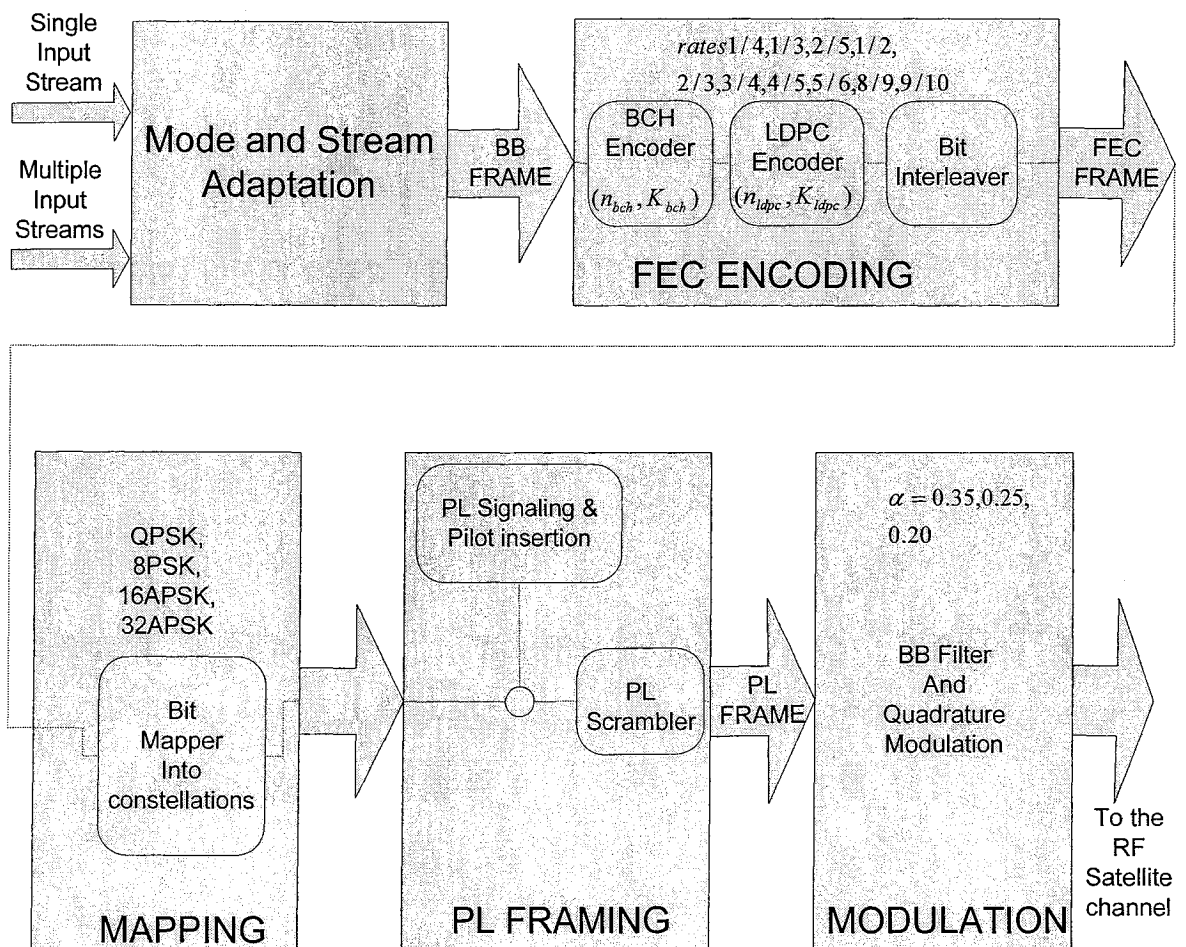 Single
Input
Stream
Multiple
Input
Streams
Mode and Stream
Adaptation
BB
FRAME
rates1/4,1/3,2/5,1/2,
2/3,3/4,4/5,5/6,8/9,9/10
BCH
Encoder
(n_bch, K_bch)
LDPC
Encoder
(n_ldpc, K_ldpc)
Bit
Interleaver
FEC ENCODING
FEC
FRAME
QPSK,
8PSK,
16APSK,
32APSK
Bit
Mapper
Into
constellations
MAPPING
PL Signaling &
Pilot insertion
PL
Scrambler
PL FRAMING
PL
FRAME
α = 0.35,0.25,
0.20
BB Filter
And
Quadrature
Modulation
MODULATION
To the
RF
Satellite
channel